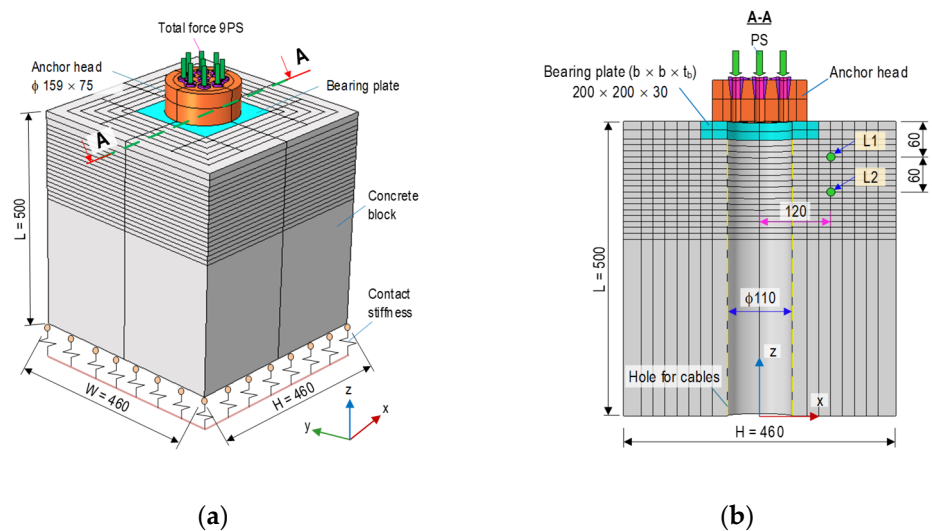 Total force 9PS
A
Anchor head
ϕ 159 × 75
Bearing plate
A
L = 500
Concrete
block
Contact
stiffness
W = 460
H = 460
z
x
y
(a)
A-A
PS
Bearing plate (b × b × t_b)
200 × 200 × 30
Anchor head
60
L1
60
L2
120
L = 500
ϕ110
z
Hole for cables
x
H = 460
(b)